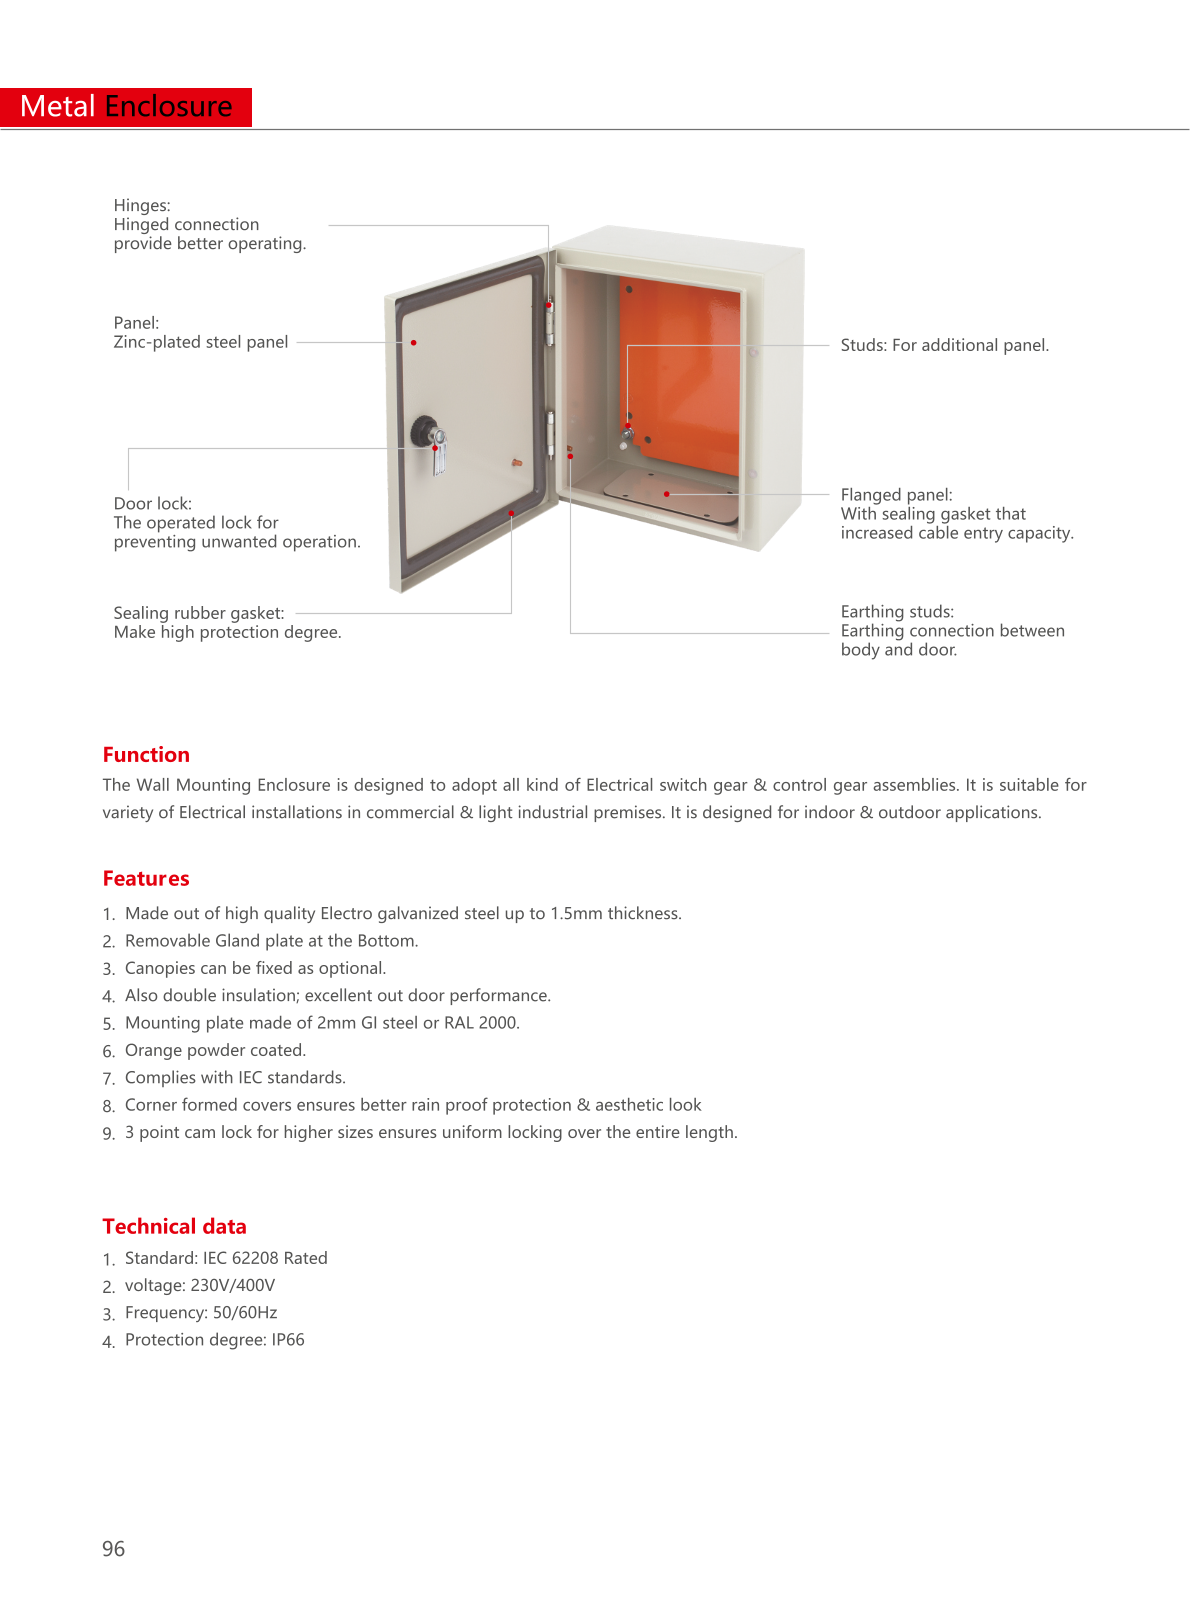 Metal Enclosure
Hinges:
Hinged connection
provide better operating.
Panel:
Zinc-plated steel panel
Studs: For additional panel.
Door lock:
The operated lock for
preventing unwanted operation.
Flanged panel:
With sealing gasket that
increased cable entry capacity.
Sealing rubber gasket:
Make high protection degree.
Earthing studs:
Earthing connection between
body and door.
Function
The Wall Mounting Enclosure is designed to adopt all kind of Electrical switch gear & control gear assemblies. It is suitable for
variety of Electrical installations in commercial & light industrial premises. It is designed for indoor & outdoor applications.
Features
1. Made out of high quality Electro galvanized steel up to 1.5mm thickness.
2. Removable Gland plate at the Bottom.
3. Canopies can be fixed as optional.
4. Also double insulation; excellent out door performance.
5. Mounting plate made of 2mm GI steel or RAL 2000.
6. Orange powder coated.
7. Complies with IEC standards.
8. Corner formed covers ensures better rain proof protection & aesthetic look
9. 3 point cam lock for higher sizes ensures uniform locking over the entire length.
Technical data
1. Standard: IEC 62208 Rated
2. voltage: 230V/400V
3. Frequency: 50/60Hz
4. Protection degree: IP66
96